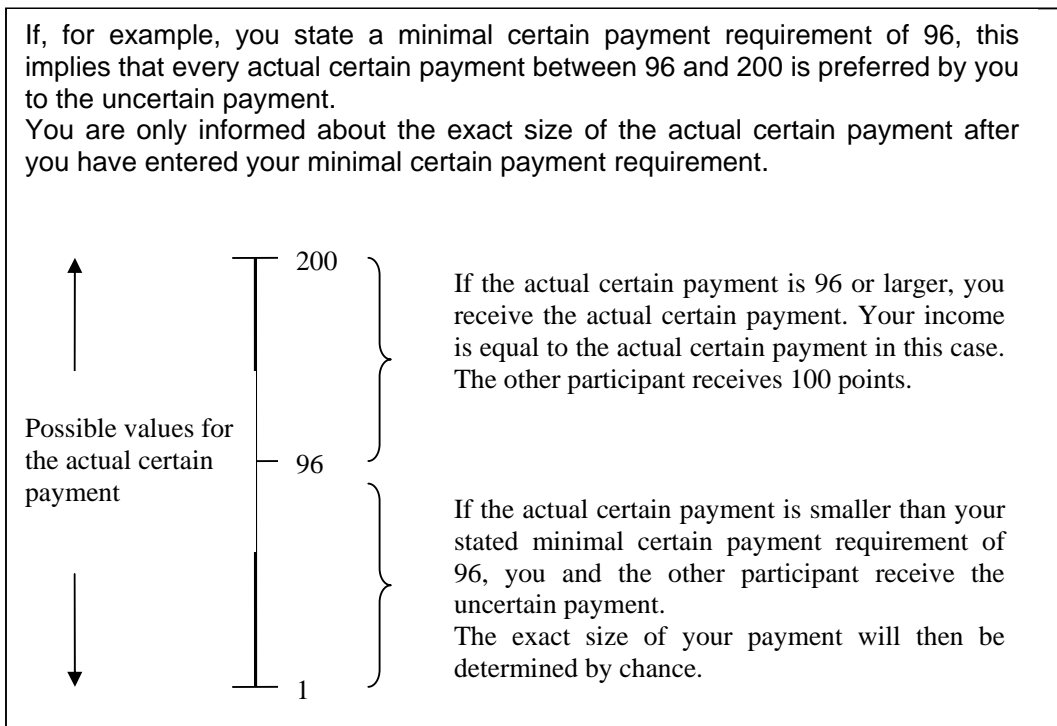 If, for example, you state a minimal certain payment requirement of 96, this
implies that every actual certain payment between 96 and 200 is preferred by you
to the uncertain payment.
You are only informed about the exact size of the actual certain payment after
you have entered your minimal certain payment requirement.
200
If the actual certain payment is 96 or larger, you
receive the actual certain payment. Your income
is equal to the actual certain payment in this case.
The other participant receives 100 points.
Possible values for
the actual certain
payment
96
If the actual certain payment is smaller than your
stated minimal certain payment requirement of
96, you and the other participant receive the
uncertain payment.
The exact size of your payment will then be
determined by chance.
1